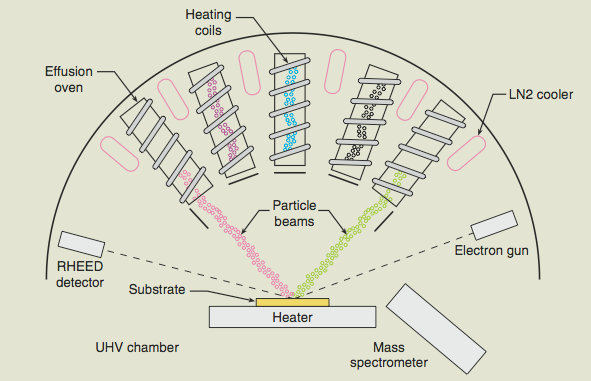 Heating
coils
Effusion
oven
LN2 cooler
Particle
beams
Electron gun
RHEED
detector
Substrate
Heater
UHV chamber
Mass
spectrometer